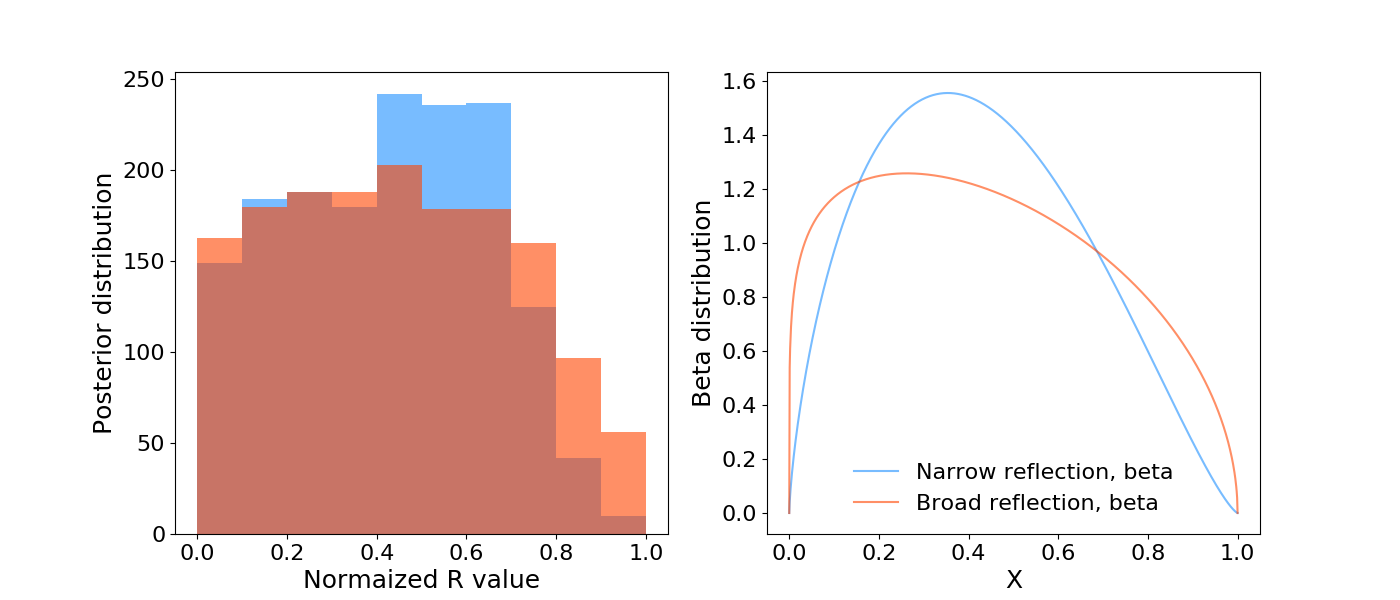 250
200
150
100
50
0
Posterior distribution
0.0 0.2 0.4 0.6 0.8 1.0
Normaized R value
1.6
1.4
1.2
1.0
0.8
0.6
0.4
0.2
0.0
Beta distribution
Narrow reflection, beta
Broad reflection, beta
0.0 0.2 0.4 0.6 0.8 1.0
X